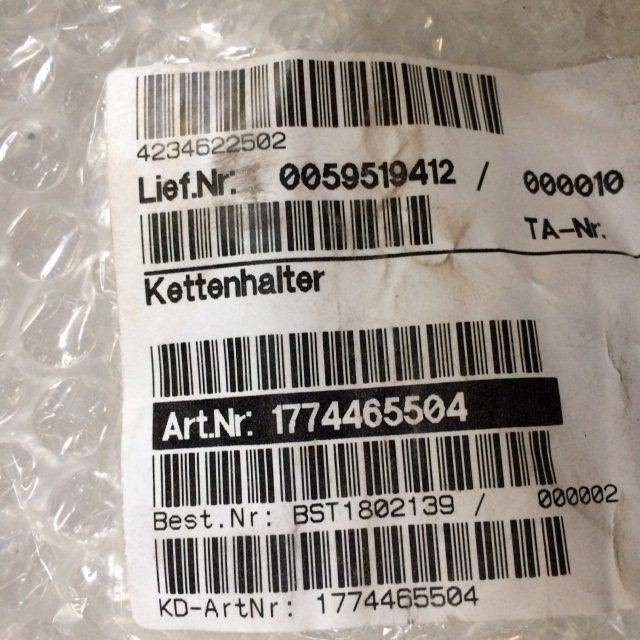 4234622502
Lief.Nr: 0059519412 / 000010
TA-Nr.
Kettenhalter
Art.Nr: 1774465504
Best.Nr: BST1802139 / 000002
KD-ArtNr: 1774465504